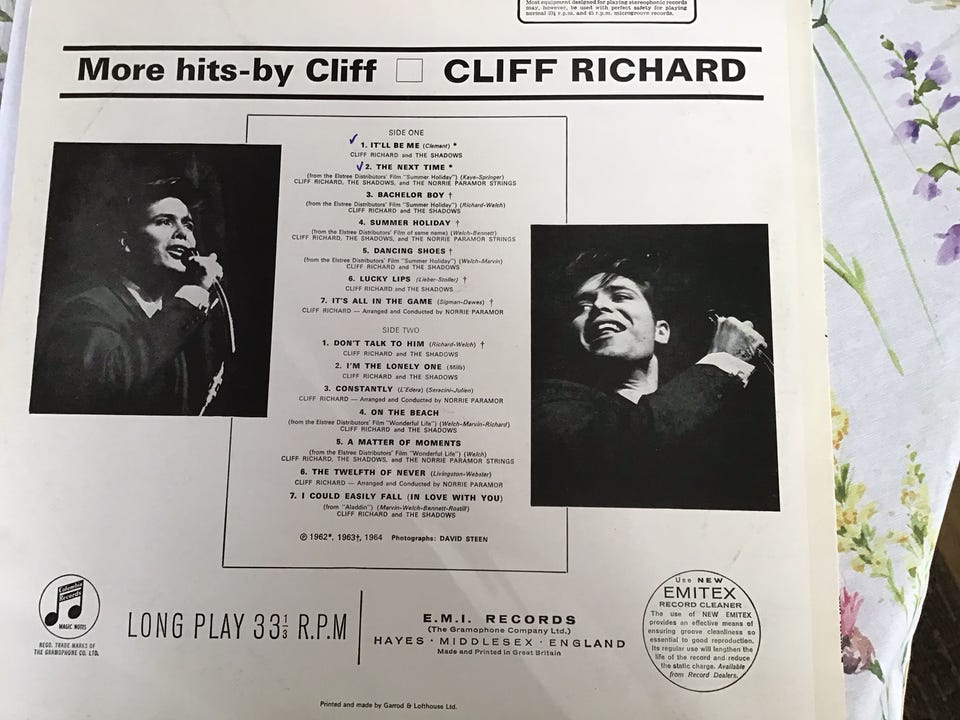 Most equipment designed for playing stereophonic records
may, however, be used with perfect safety for playing
normal 33⅓ r.p.m. and 45 r.p.m. microgroove records.
More hits-by Cliff □ CLIFF RICHARD
SIDE ONE
1. IT'LL BE ME (Clement) *
CLIFF RICHARD and THE SHADOWS
2. THE NEXT TIME *
(from the Elstree Distributors' Film "Summer Holiday") (Kaye-Springer)
CLIFF RICHARD, THE SHADOWS, and THE NORRIE PARAMOR STRINGS
3. BACHELOR BOY †
(from the Elstree Distributors' Film "Summer Holiday") (Richard-Welch)
CLIFF RICHARD and THE SHADOWS
4. SUMMER HOLIDAY †
(from the Elstree Distributors' Film of same name) (Welch-Bennett)
CLIFF RICHARD, THE SHADOWS, and THE NORRIE PARAMOR STRINGS
5. DANCING SHOES †
(from the Elstree Distributors' Film "Summer Holiday") (Welch-Marvin)
CLIFF RICHARD and THE SHADOWS
6. LUCKY LIPS (Lieber-Stoller) †
CLIFF RICHARD and THE SHADOWS
7. IT'S ALL IN THE GAME (Sigman-Dawes) †
CLIFF RICHARD — Arranged and Conducted by NORRIE PARAMOR
SIDE TWO
1. DON'T TALK TO HIM (Richard-Welch) †
CLIFF RICHARD and THE SHADOWS
2. I'M THE LONELY ONE (Mills)
CLIFF RICHARD and THE SHADOWS
3. CONSTANTLY (L'Edera) (Seracini-Julien)
CLIFF RICHARD — Arranged and Conducted by NORRIE PARAMOR
4. ON THE BEACH
(from the Elstree Distributors' Film "Wonderful Life") (Welch-Marvin-Richard)
CLIFF RICHARD and THE SHADOWS
5. A MATTER OF MOMENTS
(from the Elstree Distributors' Film "Wonderful Life") (Welch)
CLIFF RICHARD, THE SHADOWS, and THE NORRIE PARAMOR STRINGS
6. THE TWELFTH OF NEVER (Livingston-Webster)
CLIFF RICHARD — Arranged and Conducted by NORRIE PARAMOR
7. I COULD EASILY FALL (IN LOVE WITH YOU)
(from "Aladdin") (Marvin-Welch-Bennett-Rostill)
CLIFF RICHARD and THE SHADOWS
℗ 1962*, 1963†, 1964 Photographs: DAVID STEEN
Columbia
Records
MAGIC NOTES
REGD. TRADE MARKS OF
THE GRAMOPHONE CO. LTD.
LONG PLAY 33⅓ R.P.M
E.M.I. RECORDS
(The Gramophone Company Ltd.)
HAYES · MIDDLESEX · ENGLAND
Made and Printed in Great Britain
Use NEW
EMITEX
RECORD CLEANER
The use of NEW EMITEX
provides an effective means of
ensuring groove cleanliness so
essential to good reproduction.
Its regular use will lengthen the
life of the record and reduce
the static charge. Available
from Record Dealers.
Printed and made by Garrod & Lofthouse Ltd.